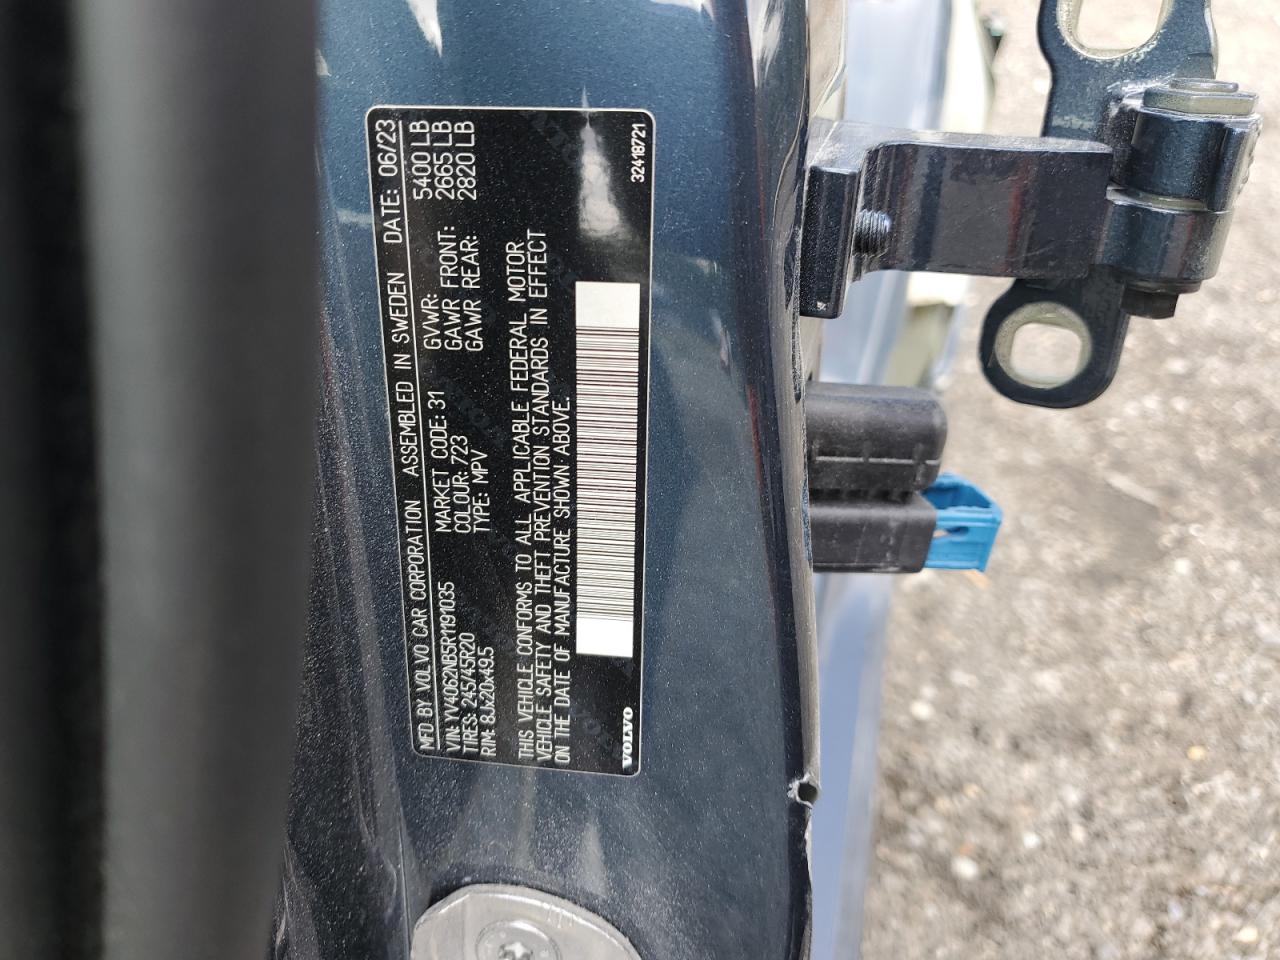 MFD BY VOLVO CAR CORPORATION ASSEMBLED IN SWEDEN DATE: 06/23
VIN: YV4062NB5R1191035 MARKET CODE: 31 GVWR: 5400 LB
TIRES: 245/45R20 COLOUR: 723 GAWR FRONT: 2665 LB
RIM: 8Jx20x49.5 TYPE: MPV GAWR REAR: 2820 LB
THIS VEHICLE CONFORMS TO ALL APPLICABLE FEDERAL MOTOR
VEHICLE SAFETY AND THEFT PREVENTION STANDARDS IN EFFECT
ON THE DATE OF MANUFACTURE SHOWN ABOVE.
VOLVO 32418721